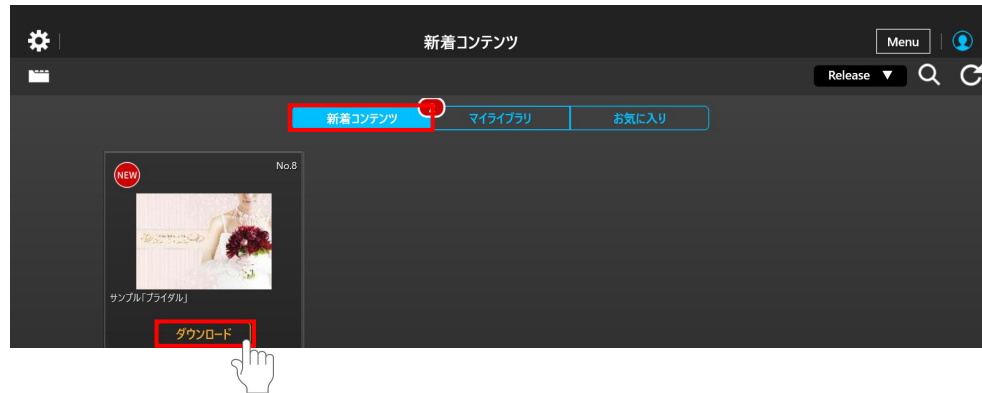 新着コンテンツ
Menu
Release ▼
新着コンテンツ
マイライブラリ
お気に入り
NEW
No.8
サンプル「ブライダル」
ダウンロード